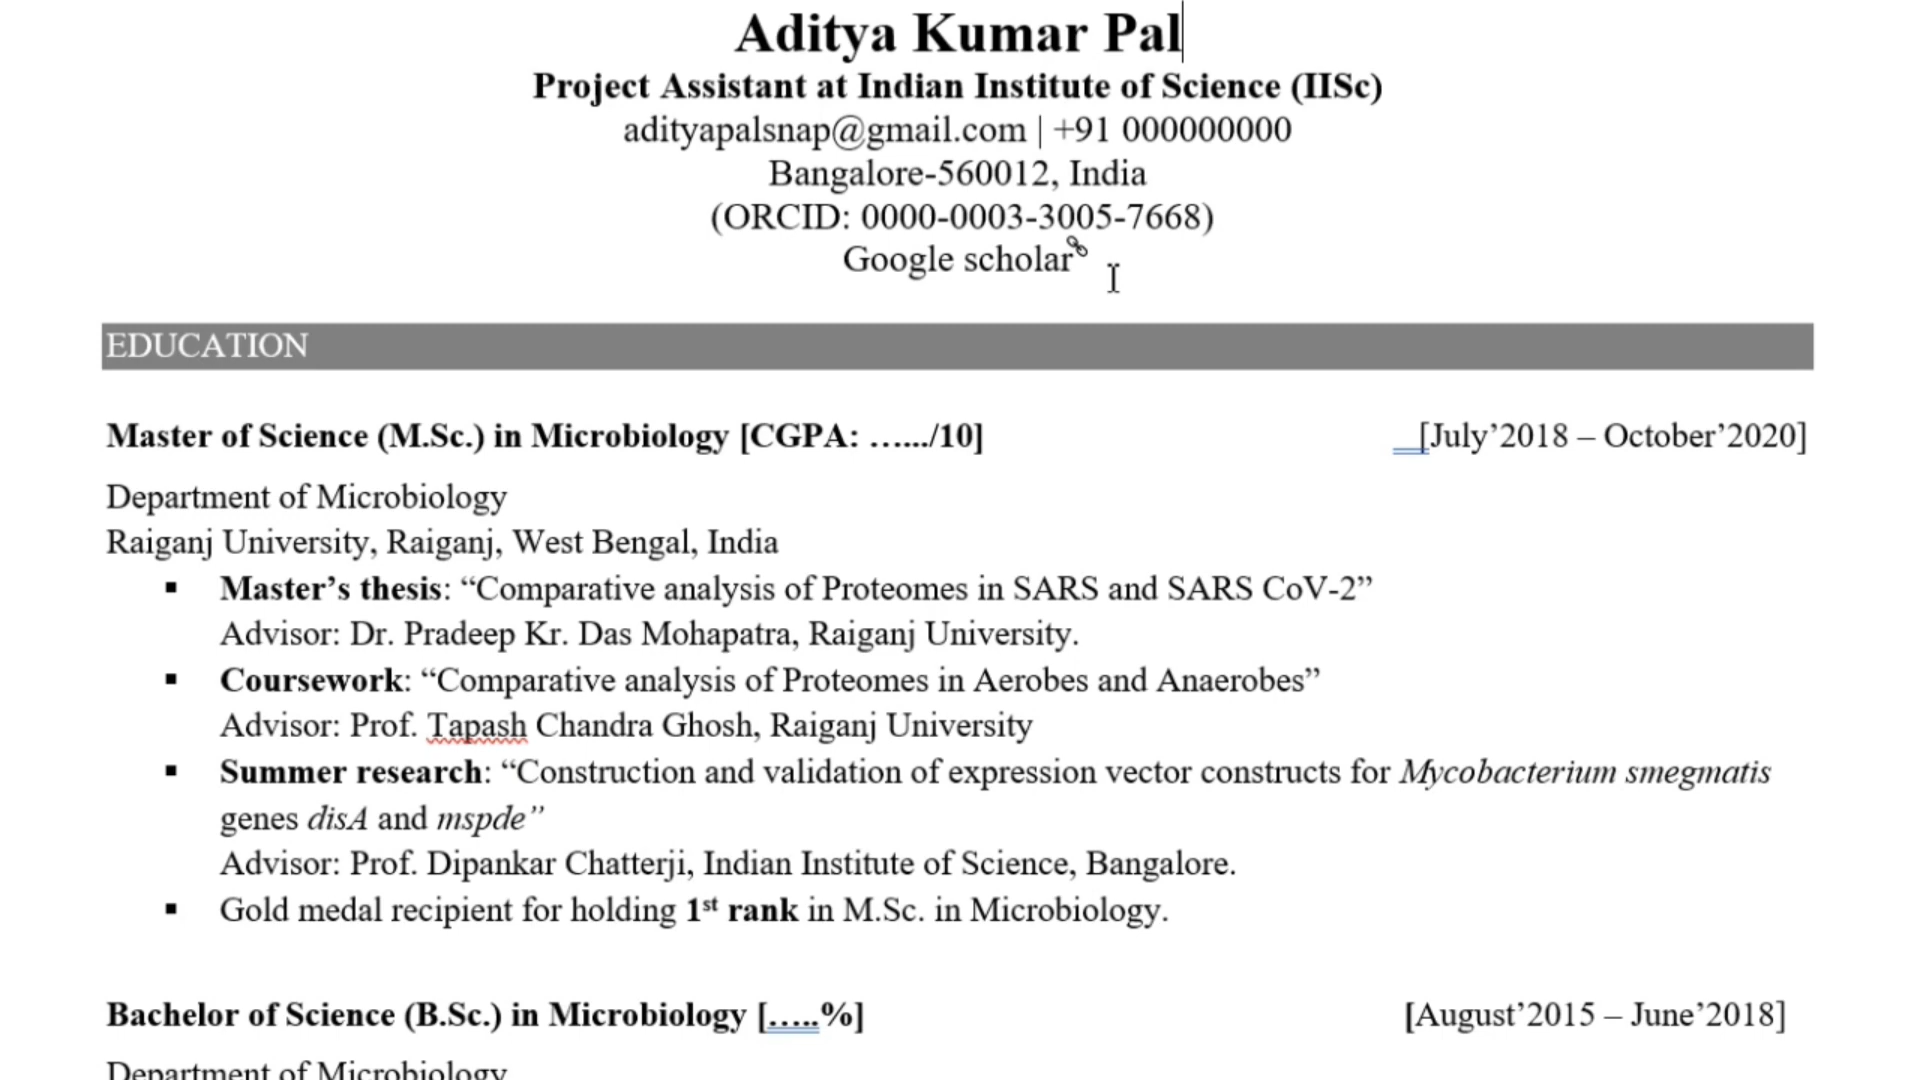 Aditya Kumar Pal
Project Assistant at Indian Institute of Science (IISc)
adityapalsnap@gmail.com | +91 000000000
Bangalore-560012, India
(ORCID: 0000-0003-3005-7668)
Google scholar
EDUCATION
Master of Science (M.Sc.) in Microbiology [CGPA: ….../10] [July’2018 – October’2020]
Department of Microbiology
Raiganj University, Raiganj, West Bengal, India
▪ Master’s thesis: “Comparative analysis of Proteomes in SARS and SARS CoV-2”
Advisor: Dr. Pradeep Kr. Das Mohapatra, Raiganj University.
▪ Coursework: “Comparative analysis of Proteomes in Aerobes and Anaerobes”
Advisor: Prof. Tapash Chandra Ghosh, Raiganj University
▪ Summer research: “Construction and validation of expression vector constructs for Mycobacterium smegmatis
genes disA and mspde”
Advisor: Prof. Dipankar Chatterji, Indian Institute of Science, Bangalore.
▪ Gold medal recipient for holding 1st rank in M.Sc. in Microbiology.
Bachelor of Science (B.Sc.) in Microbiology […..%] [August’2015 – June’2018]
Department of Microbiology